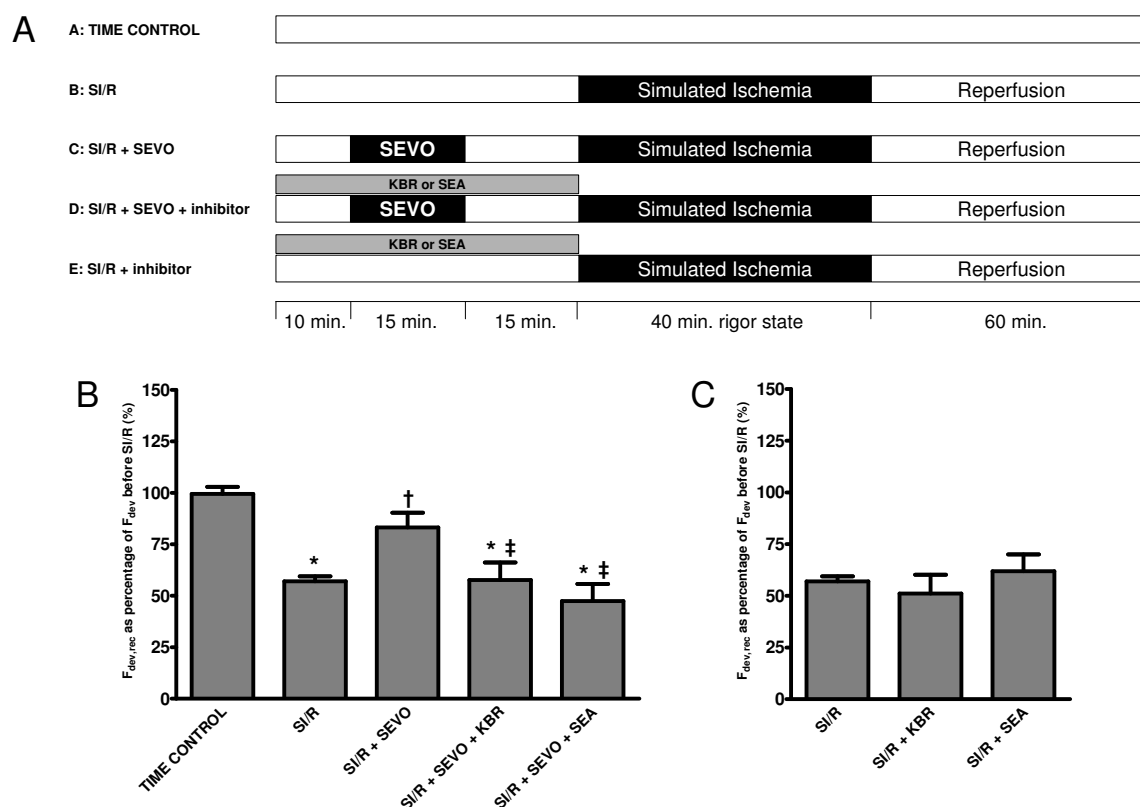 A
A: TIME CONTROL
B: SI/R
Simulated Ischemia
Reperfusion
C: SI/R + SEVO
SEVO
Simulated Ischemia
Reperfusion
KBR or SEA
D: SI/R + SEVO + inhibitor
SEVO
Simulated Ischemia
Reperfusion
KBR or SEA
E: SI/R + inhibitor
Simulated Ischemia
Reperfusion
10 min.
15 min.
15 min.
40 min. rigor state
60 min.
B
Fdev,rec as percentage of Fdev before SI/R (%)
150
125
100
75
50
25
0
*
†
* ‡
* ‡
TIME CONTROL
SI/R
SI/R + SEVO
SI/R + SEVO + KBR
SI/R + SEVO + SEA
C
Fdev,rec as percentage of Fdev before SI/R (%)
150
125
100
75
50
25
0
SI/R
SI/R + KBR
SI/R + SEA